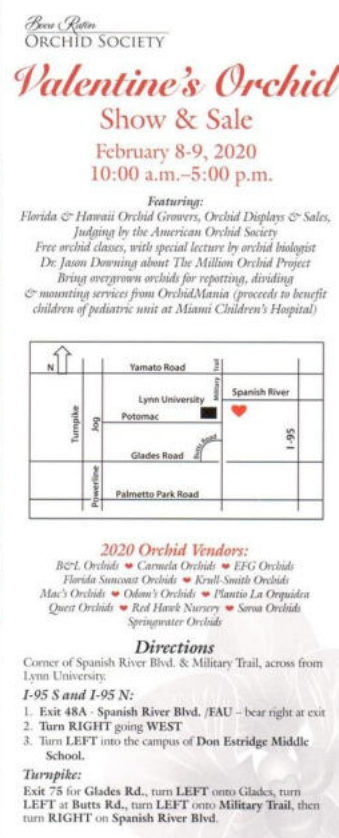 Boca Raton
ORCHID SOCIETY
Valentine's Orchid
Show & Sale
February 8-9, 2020
10:00 a.m.–5:00 p.m.
Featuring:
Florida & Hawaii Orchid Growers, Orchid Displays & Sales,
Judging by the American Orchid Society
Free orchid classes, with special lecture by orchid biologist
Dr. Jason Downing about The Million Orchid Project
Bring overgrown orchids for repotting, dividing
& mounting services from OrchidMania (proceeds to benefit
children of pediatric unit at Miami Children's Hospital)
N
Yamato Road
Military Trail
Lynn University
Spanish River
Turnpike
Jog
Potomac
I-95
Butts Road
Glades Road
Powerline
Palmetto Park Road
2020 Orchid Vendors:
B&L Orchids ♥ Carmela Orchids ♥ EFG Orchids
Florida Suncoast Orchids ♥ Krull-Smith Orchids
Mac's Orchids ♥ Odom's Orchids ♥ Plantio La Orquidea
Quest Orchids ♥ Red Hawk Nursery ♥ Soroa Orchids
Springwater Orchids
Directions
Corner of Spanish River Blvd. & Military Trail, across from
Lynn University.
I-95 S and I-95 N:
1. Exit 48A - Spanish River Blvd. /FAU – bear right at exit
2. Turn RIGHT going WEST
3. Turn LEFT into the campus of Don Estridge Middle
School.
Turnpike:
Exit 75 for Glades Rd., turn LEFT onto Glades, turn
LEFT at Butts Rd., turn LEFT onto Military Trail, then
turn RIGHT on Spanish River Blvd.